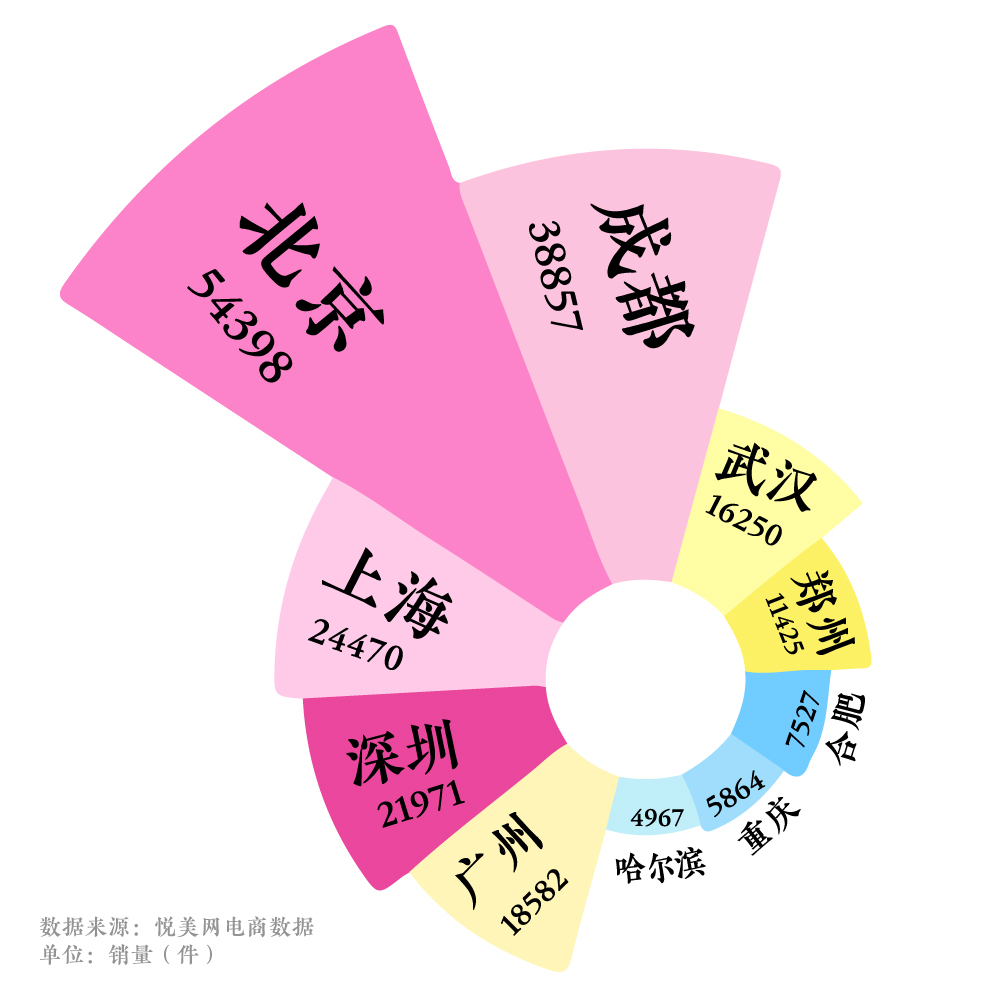 北京
54398
成都
38857
武汉
16250
郑州
11425
合肥
7527
重庆
5864
哈尔滨
4967
广州
18582
深圳
21971
上海
24470
数据来源：悦美网电商数据
单位：销量（件）